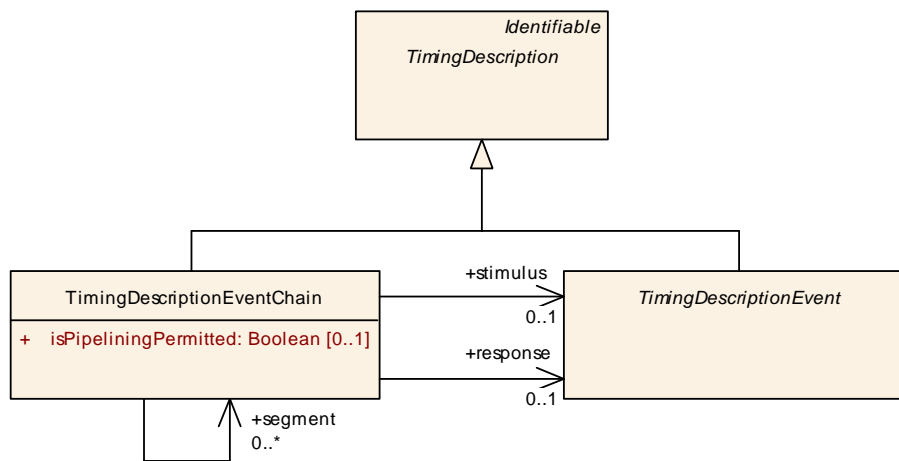 Identifiable
TimingDescription
TimingDescriptionEventChain
+ isPipeliningPermitted: Boolean [0..1]
+stimulus
0..1
+response
0..1
TimingDescriptionEvent
+segment
0..*